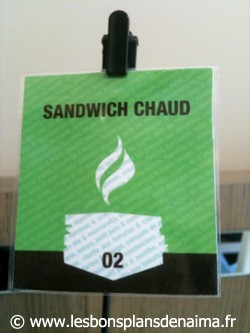 SANDWICH CHAUD
02
© www.lesbonsplansdenaima.fr